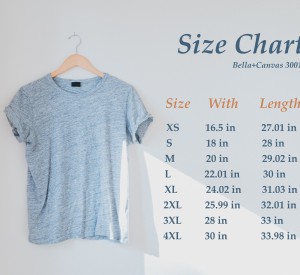 Size Chart
Bella+Canvas 3001
Size With Length
XS 16.5 in 27.01 in
S 18 in 28 in
M 20 in 29.02 in
L 22.01 in 30 in
XL 24.02 in 31.03 in
2XL 25.99 in 32.01 in
3XL 28 in 33 in
4XL 30 in 33.98 in